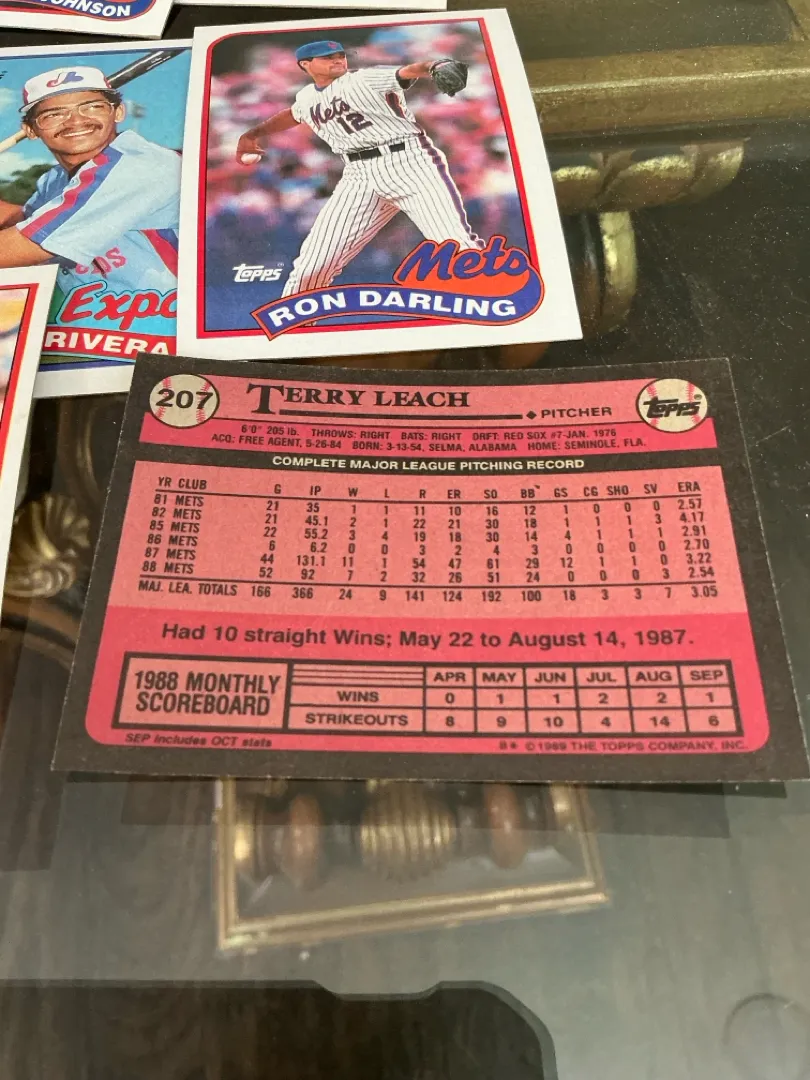 JOHNSON
EXPOS
Expo
RIVERA
Mets
12
topps
Mets
RON DARLING
207
TERRY LEACH
◆ PITCHER
topps
6'0" 205 lb. THROWS: RIGHT BATS: RIGHT DRFT: RED SOX #7-JAN. 1976
ACQ: FREE AGENT, 5-26-84 BORN: 3-13-54, SELMA, ALABAMA HOME: SEMINOLE, FLA.
COMPLETE MAJOR LEAGUE PITCHING RECORD
YR CLUB G IP W L R ER SO BB GS CG SHO SV ERA
81 METS 21 35 1 1 11 10 16 12 1 0 0 0 2.57
82 METS 21 45.1 2 1 22 21 30 18 1 1 1 3 4.17
85 METS 22 55.2 3 4 19 18 30 14 4 1 1 1 2.91
86 METS 6 6.2 0 0 3 2 4 3 0 0 0 0 2.70
87 METS 44 131.1 11 1 54 47 61 29 12 1 1 0 3.22
88 METS 52 92 7 2 32 26 51 24 0 0 0 3 2.54
MAJ. LEA. TOTALS 166 366 24 9 141 124 192 100 18 3 3 7 3.05
Had 10 straight Wins; May 22 to August 14, 1987.
1988 MONTHLY
SCOREBOARD
APR MAY JUN JUL AUG SEP
WINS 0 1 1 2 2 1
STRIKEOUTS 8 9 10 4 14 6
SEP includes OCT stats
B* © 1989 THE TOPPS COMPANY, INC.